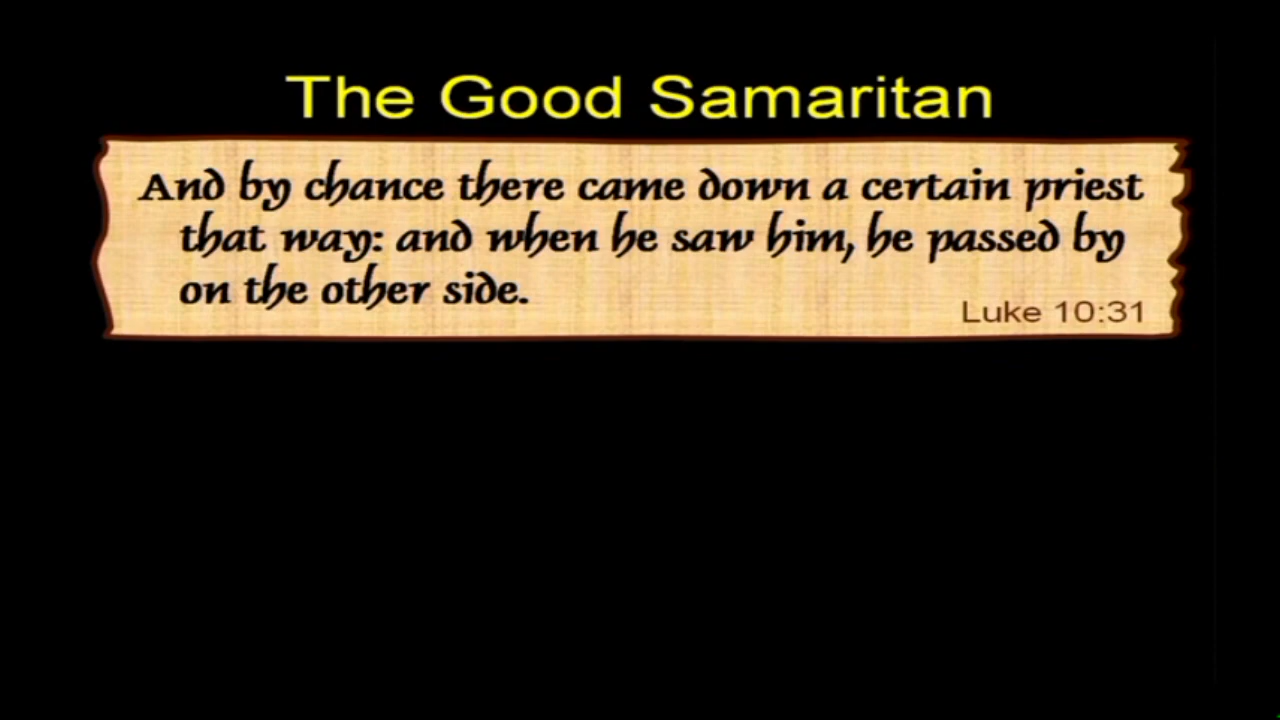 The Good Samaritan
And by chance there came down a certain priest
that way: and when he saw him, he passed by
on the other side.
Luke 10:31